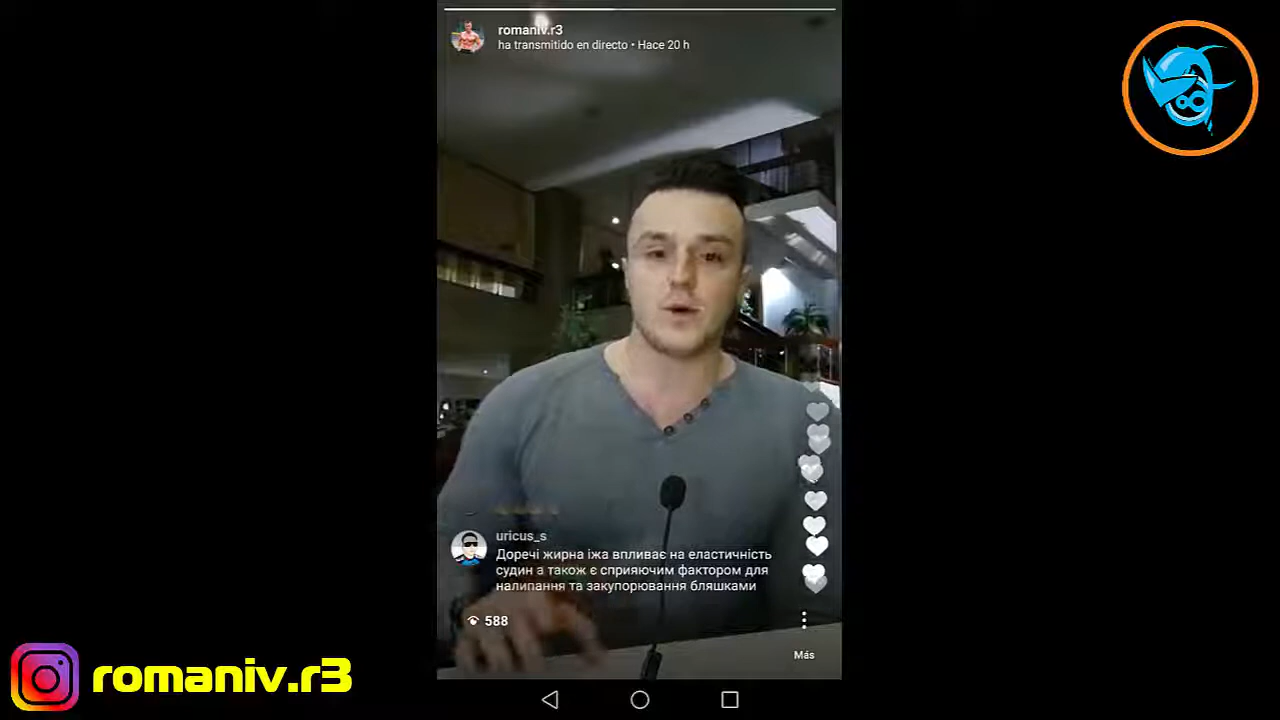 romaniv.r3
ha transmitido en directo • Hace 20 h
uricus_s
Доречі жирна іжа впливає на еластичність
судин а також є сприяючим фактором для
налипання та закупорювання бляшками
588
Más
romaniv.r3